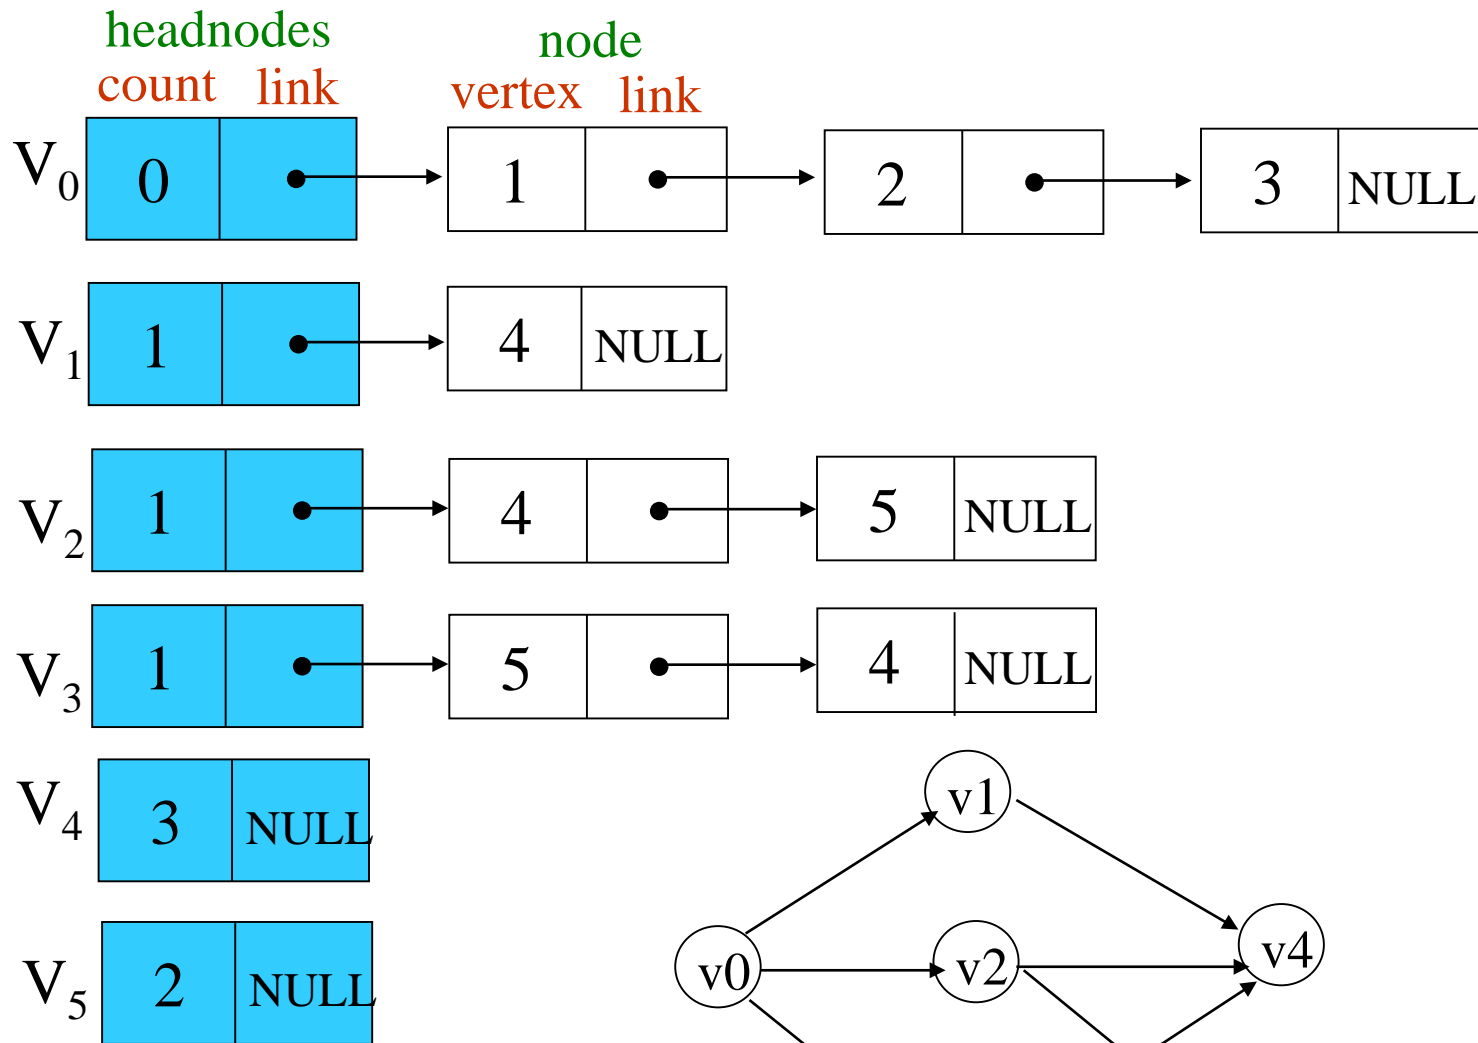 headnodes node
count link vertex link
V0 0 1 2 3 NULL
V1 1 4 NULL
V2 1 4 5 NULL
V3 1 5 4 NULL
V4 3 NULL
V5 2 NULL
v1
v0 v2 v4